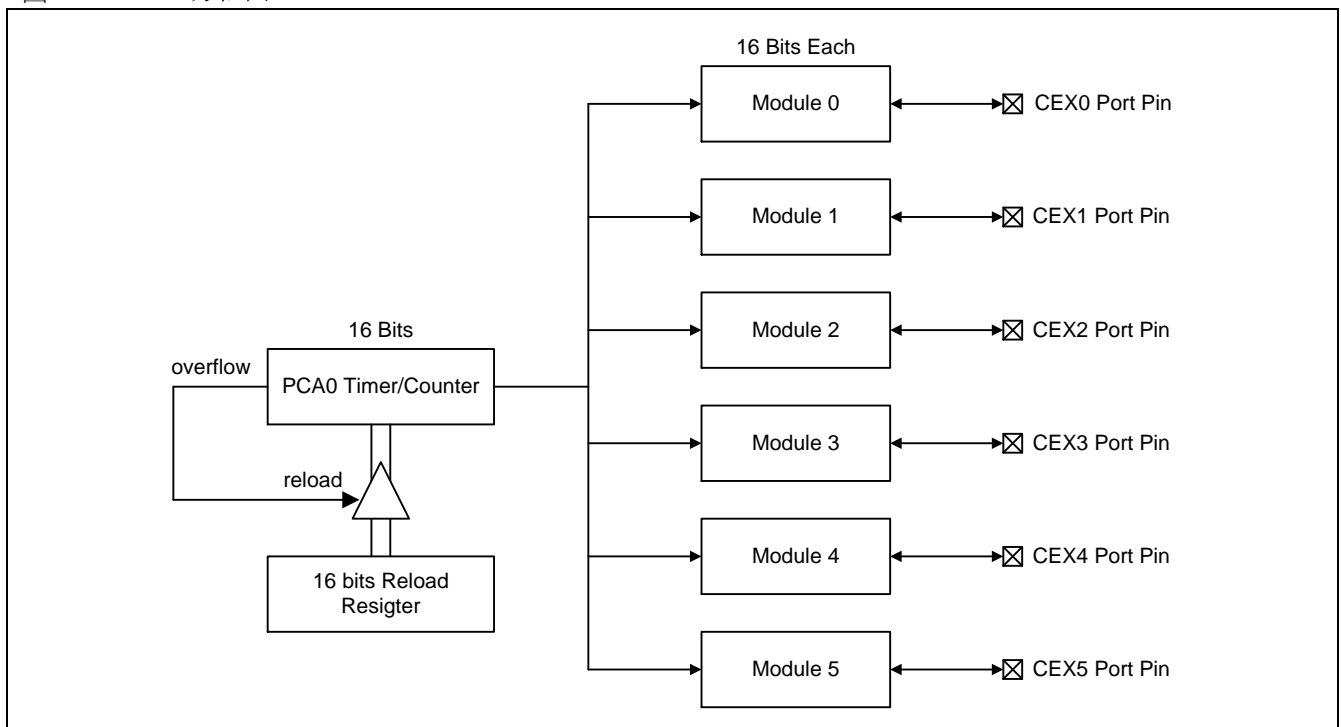 16 Bits Each
Module 0
CEX0 Port Pin
Module 1
CEX1 Port Pin
Module 2
CEX2 Port Pin
16 Bits
overflow
PCA0 Timer/Counter
Module 3
CEX3 Port Pin
reload
Module 4
CEX4 Port Pin
16 bits Reload
Resigter
Module 5
CEX5 Port Pin